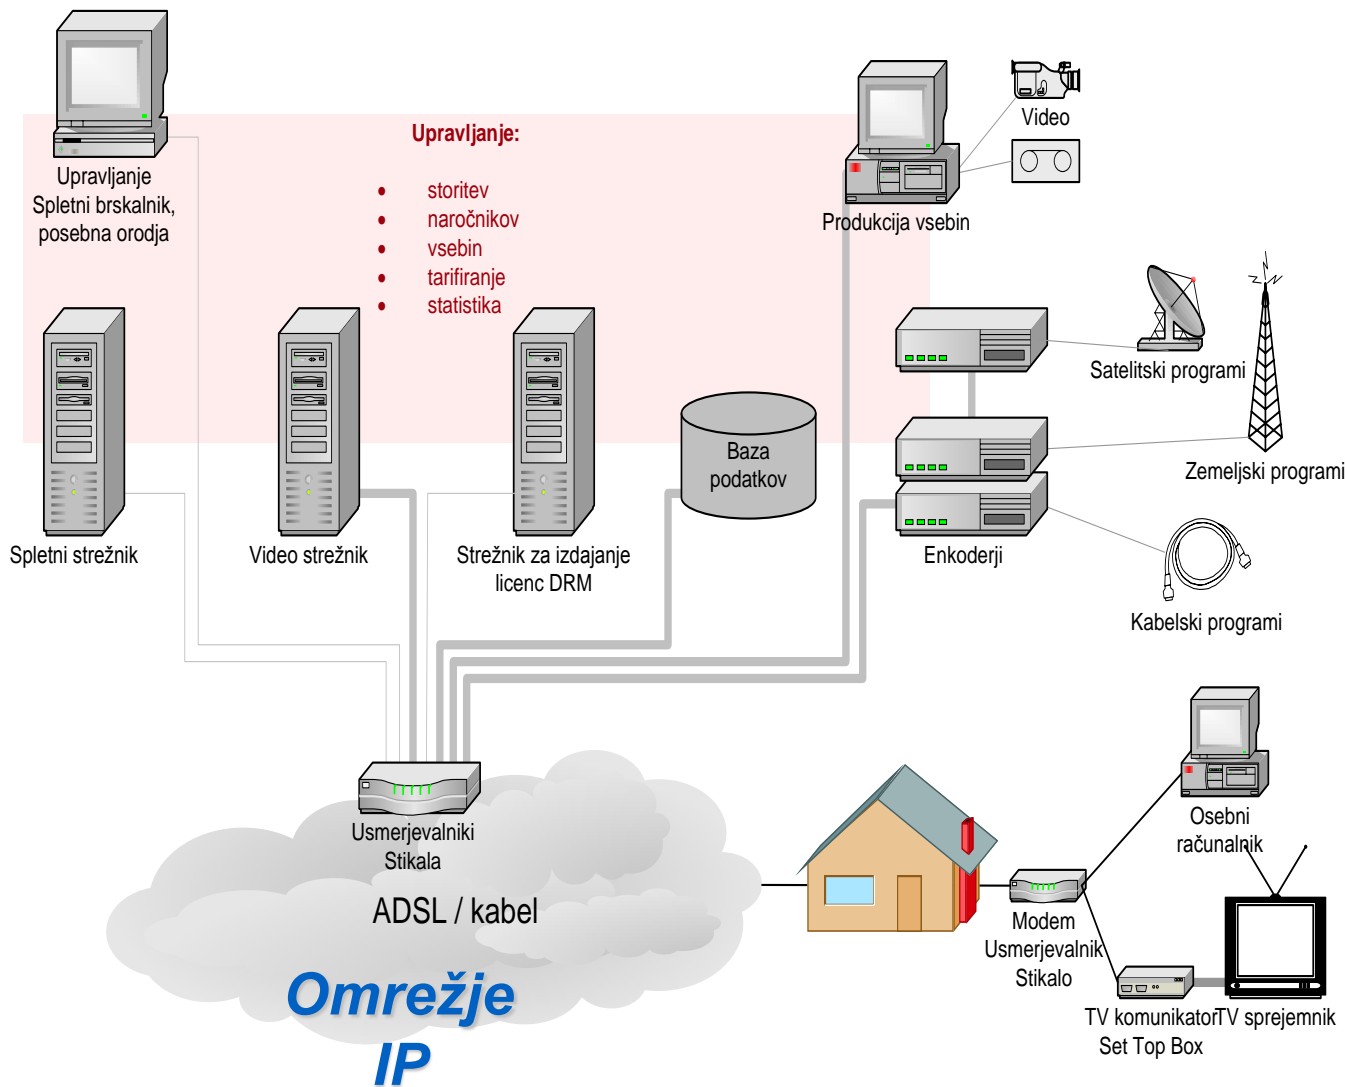 Upravljanje
Spletni brskalnik,
posebna orodja
Upravljanje:
• storitev
• naročnikov
• vsebin
• tarifiranje
• statistika
Video
Produkcija vsebin
Satelitski programi
Zemeljski programi
Baza
podatkov
Spletni strežnik
Video strežnik
Strežnik za izdajanje
licenc DRM
Enkoderji
Kabelski programi
Usmerjevalniki
Stikala
ADSL / kabel
Omrežje
IP
Osebni
računalnik
Modem
Usmerjevalnik
Stikalo
TV komunikator
Set Top Box
TV sprejemnik